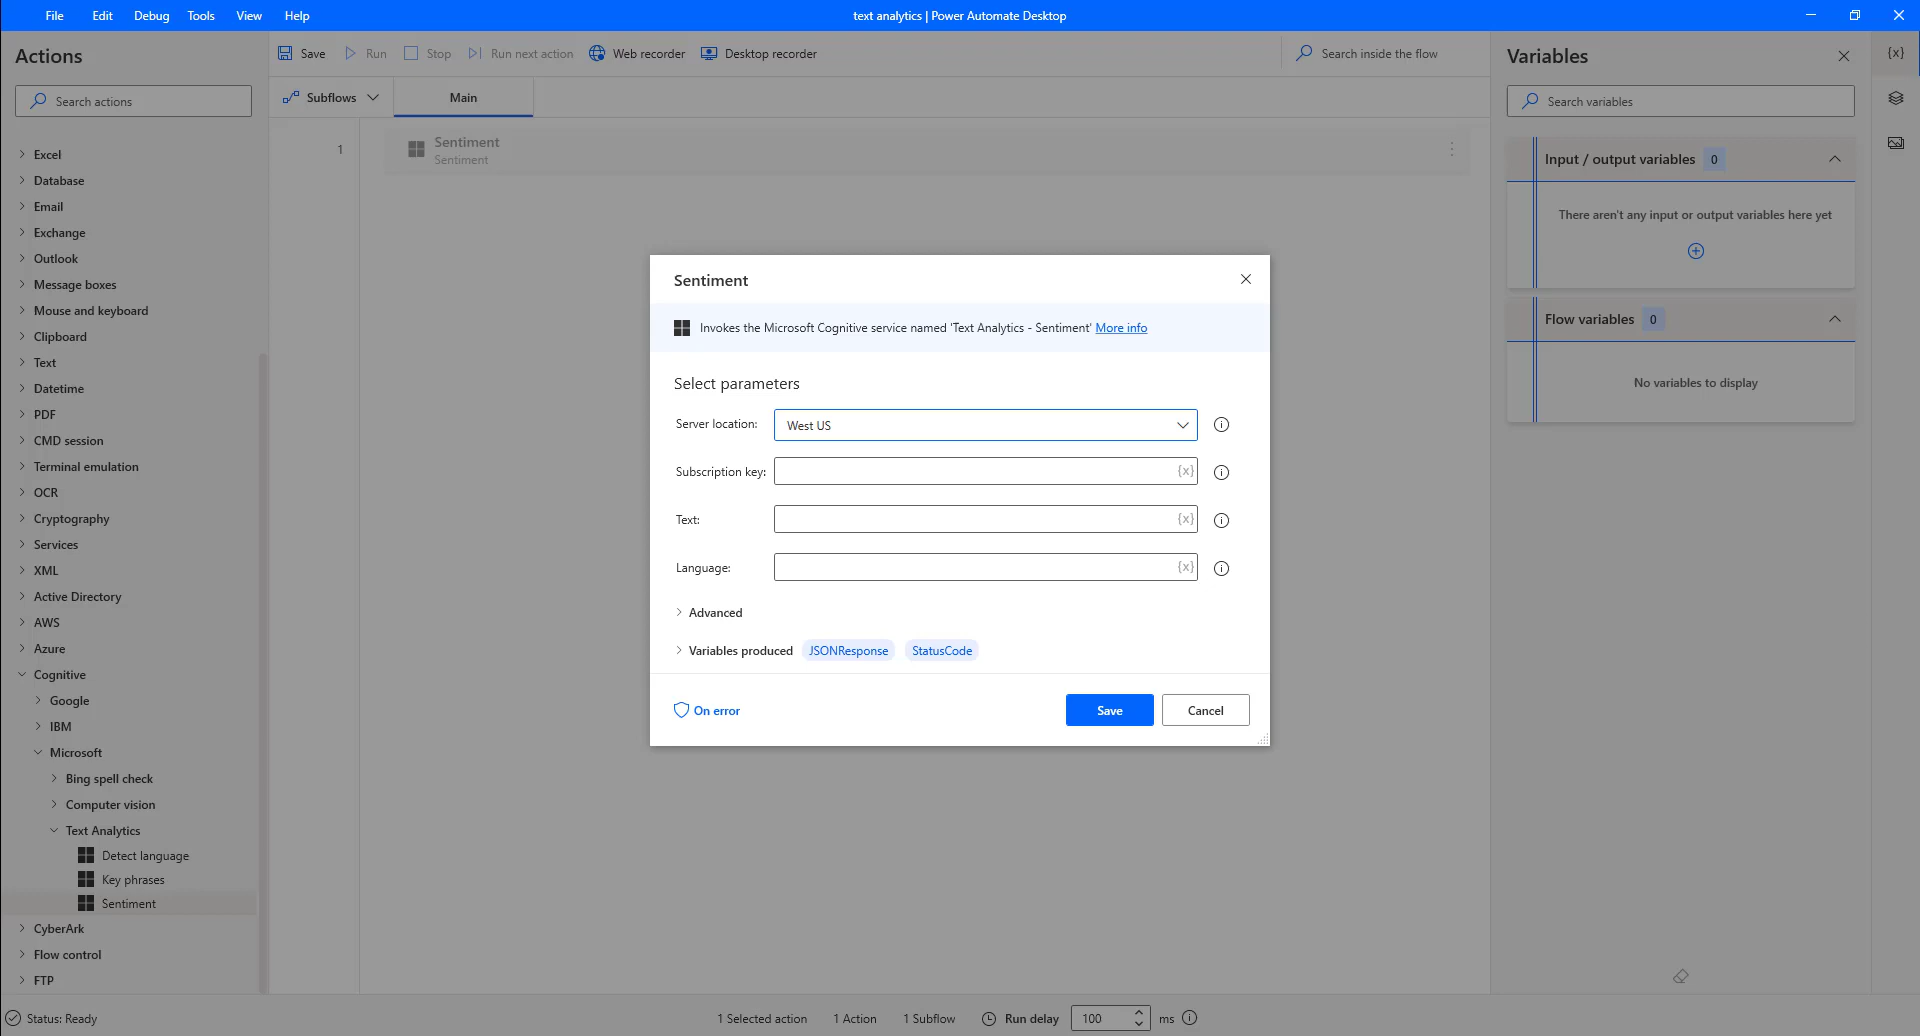 File Edit Debug Tools View Help
text analytics | Power Automate Desktop
Actions
Search actions
Excel
Database
Email
Exchange
Outlook
Message boxes
Mouse and keyboard
Clipboard
Text
Datetime
PDF
CMD session
Terminal emulation
OCR
Cryptography
Services
XML
Active Directory
AWS
Azure
Cognitive
Google
IBM
Microsoft
Bing spell check
Computer vision
Text Analytics
Detect language
Key phrases
Sentiment
CyberArk
Flow control
FTP
Save Run Stop Run next action Web recorder Desktop recorder
Search inside the flow
Subflows Main
1
Sentiment
Sentiment
Sentiment
Invokes the Microsoft Cognitive service named 'Text Analytics - Sentiment' More info
Select parameters
Server location: West US
Subscription key: {x}
Text: {x}
Language: {x}
Advanced
Variables produced JSONResponse StatusCode
On error
Save Cancel
Variables
{x}
Search variables
Input / output variables 0
There aren't any input or output variables here yet
Flow variables 0
No variables to display
Status: Ready
1 Selected action 1 Action 1 Subflow Run delay 100 ms